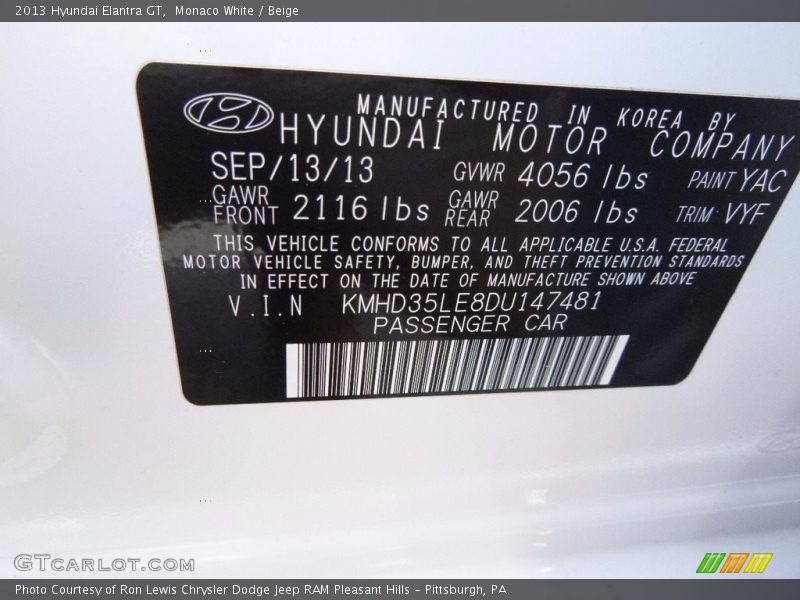 2013 Hyundai Elantra GT,  Monaco White / Beige
MANUFACTURED IN KOREA BY
HYUNDAI MOTOR COMPANY
SEP/13/13 GVWR 4056 lbs PAINT YAC
GAWR FRONT 2116 lbs GAWR REAR 2006 lbs TRIM VYF
THIS VEHICLE CONFORMS TO ALL APPLICABLE U.S.A. FEDERAL
MOTOR VEHICLE SAFETY, BUMPER, AND THEFT PREVENTION STANDARDS
IN EFFECT ON THE DATE OF MANUFACTURE SHOWN ABOVE
V.I.N KMHD35LE8DU147481
PASSENGER CAR
GTCARLOT.COM
Photo Courtesy of Ron Lewis Chrysler Dodge Jeep RAM Pleasant Hills - Pittsburgh, PA